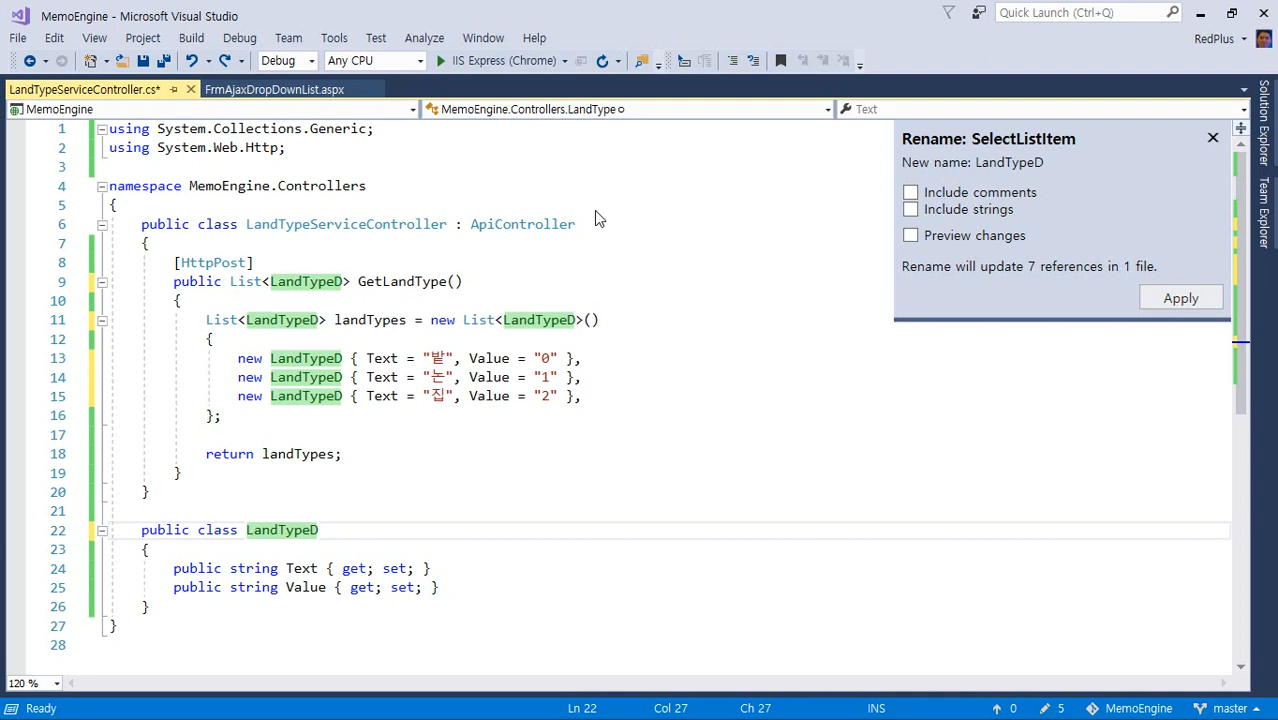 MemoEngine - Microsoft Visual Studio
Quick Launch (Ctrl+Q)
File Edit View Project Build Debug Team Tools Test Analyze Window Help
RedPlus
Debug Any CPU IIS Express (Chrome)
LandTypeServiceController.cs* FrmAjaxDropDownList.aspx
MemoEngine MemoEngine.Controllers.LandType Text
1 using System.Collections.Generic;
2 using System.Web.Http;
3
4 namespace MemoEngine.Controllers
5 {
6 public class LandTypeServiceController : ApiController
7 {
8 [HttpPost]
9 public List<LandTypeD> GetLandType()
10 {
11 List<LandTypeD> landTypes = new List<LandTypeD>()
12 {
13 new LandTypeD { Text = "밭", Value = "0" },
14 new LandTypeD { Text = "논", Value = "1" },
15 new LandTypeD { Text = "집", Value = "2" },
16 };
17
18 return landTypes;
19 }
20 }
21
22 public class LandTypeD
23 {
24 public string Text { get; set; }
25 public string Value { get; set; }
26 }
27 }
28
Rename: SelectListItem
New name: LandTypeD
Include comments
Include strings
Preview changes
Rename will update 7 references in 1 file.
Apply
Solution Explorer
Team Explorer
120 %
Ready Ln 22 Col 27 Ch 27 INS 0 5 MemoEngine master